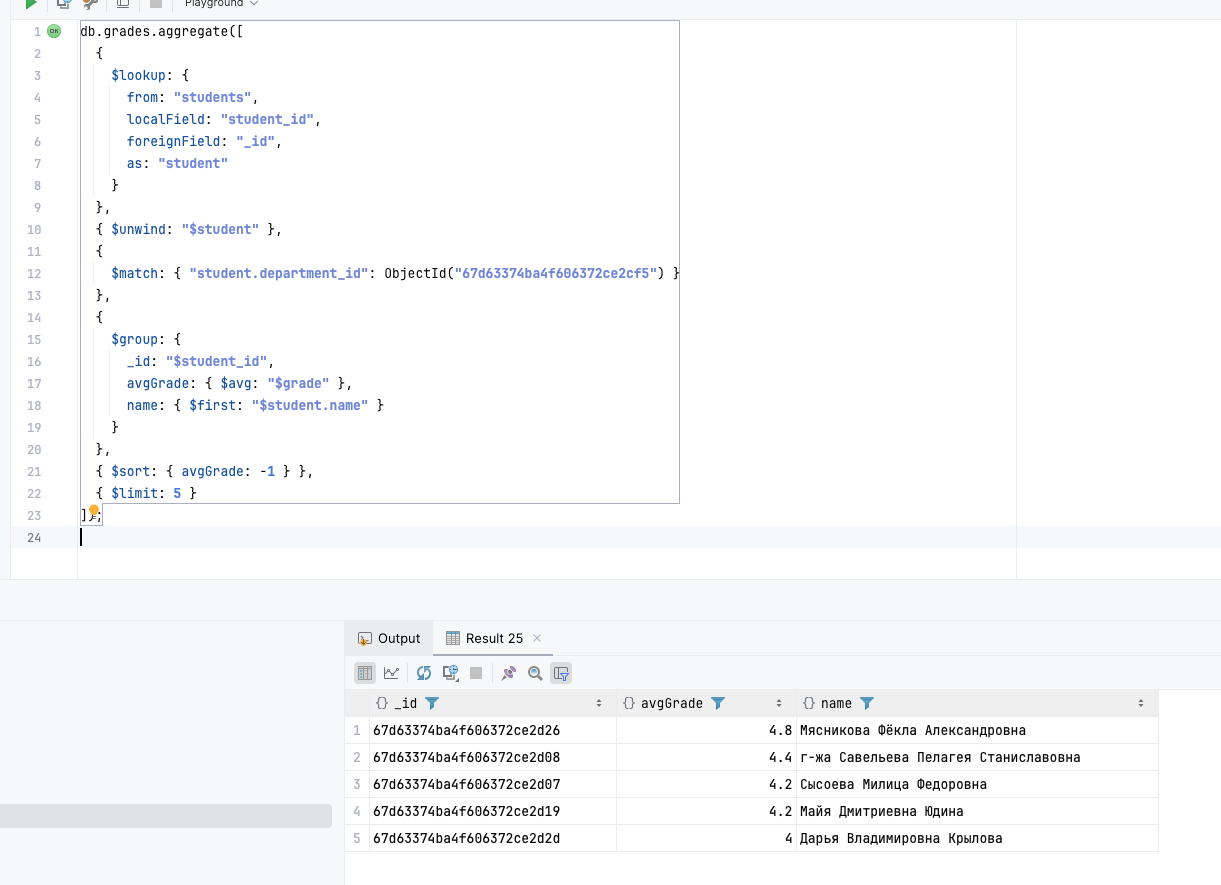 Playground
1 OK db.grades.aggregate([
2 {
3 $lookup: {
4 from: "students",
5 localField: "student_id",
6 foreignField: "_id",
7 as: "student"
8 }
9 },
10 { $unwind: "$student" },
11 {
12 $match: { "student.department_id": ObjectId("67d63374ba4f606372ce2cf5") }
13 },
14 {
15 $group: {
16 _id: "$student_id",
17 avgGrade: { $avg: "$grade" },
18 name: { $first: "$student.name" }
19 }
20 },
21 { $sort: { avgGrade: -1 } },
22 { $limit: 5 }
23 ]);
24
Output Result 25
{} _id {} avgGrade {} name
1 67d63374ba4f606372ce2d26 4.8 Мясникова Фёкла Александровна
2 67d63374ba4f606372ce2d08 4.4 г-жа Савельева Пелагея Станиславовна
3 67d63374ba4f606372ce2d07 4.2 Сысоева Милица Федоровна
4 67d63374ba4f606372ce2d19 4.2 Майя Дмитриевна Юдина
5 67d63374ba4f606372ce2d2d 4 Дарья Владимировна Крылова